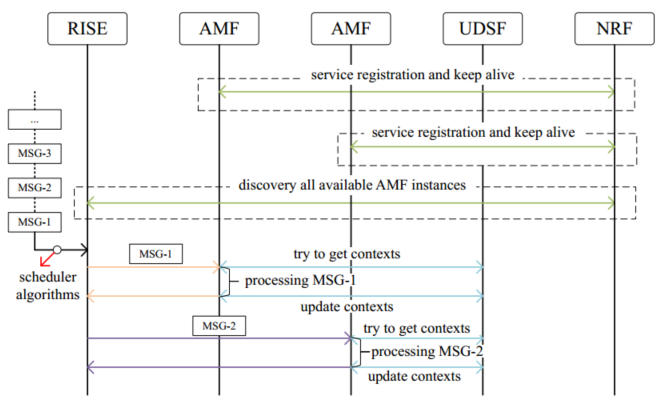 RISE
AMF
AMF
UDSF
NRF
service registration and keep alive
service registration and keep alive
discovery all available AMF instances
...
MSG-3
MSG-2
MSG-1
scheduler
algorithms
MSG-1
try to get contexts
processing MSG-1
update contexts
MSG-2
try to get contexts
processing MSG-2
update contexts